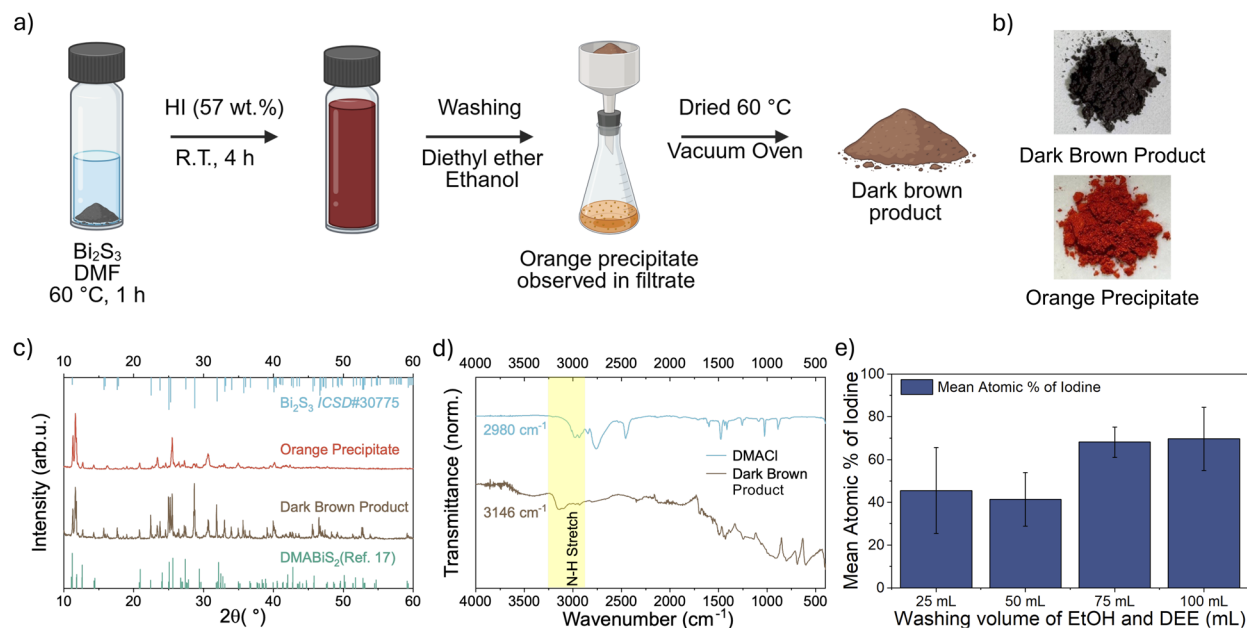 a)
HI (57 wt.%)
R.T., 4 h
Bi₂S₃
DMF
60 °C, 1 h
Washing
Diethyl ether
Ethanol
Orange precipitate
observed in filtrate
Dried 60 °C
Vacuum Oven
Dark brown
product
b)
Dark Brown Product
Orange Precipitate
c)
10 20 30 40 50 60
Bi₂S₃ ICSD#30775
Orange Precipitate
Dark Brown Product
DMABiS₂(Ref. 17)
Intensity (arb.u.)
10 20 30 40 50 60
2θ( °)
d)
4000 3500 3000 2500 2000 1500 1000 500
2980 cm⁻¹
DMACl
Dark Brown
Product
3146 cm⁻¹
N-H Stretch
Transmittance (norm.)
4000 3500 3000 2500 2000 1500 1000 500
Wavenumber (cm⁻¹)
e)
Mean Atomic % of Iodine
100
80
60
40
20
0
Mean Atomic % of Iodine
25 mL 50 mL 75 mL 100 mL
Washing volume of EtOH and DEE (mL)